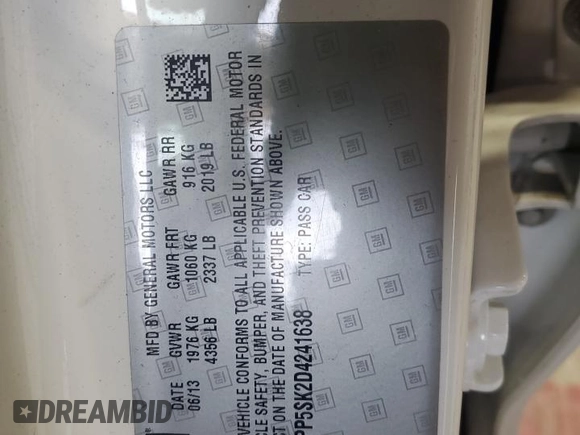 MFD BY GENERAL MOTORS LLC
DATE GVWR GAWR FRT GAWR RR
06/13 1976 KG 1060 KG 916 KG
4356 LB 2337 LB 2019 LB
VEHICLE CONFORMS TO ALL APPLICABLE U.S. FEDERAL MOTOR
SAFETY, BUMPER, AND THEFT PREVENTION STANDARDS IN
ON THE DATE OF MANUFACTURE SHOWN ABOVE.
PP5SK2D4241638 TYPE: PASS CAR
GM
DREAMBID